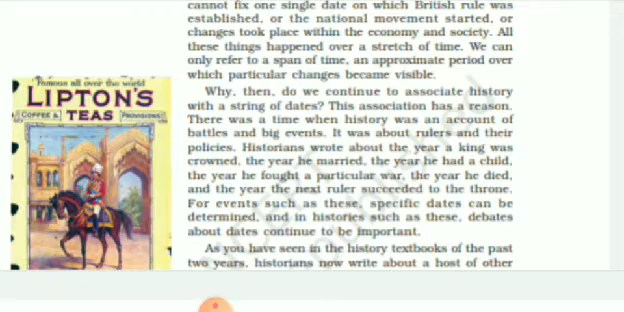 cannot fix one single date on which British rule was
established, or the national movement started, or
changes took place within the economy and society. All
these things happened over a stretch of time. We can
only refer to a span of time, an approximate period over
which particular changes became visible.
Why, then, do we continue to associate history
with a string of dates? This association has a reason.
There was a time when history was an account of
battles and big events. It was about rulers and their
policies. Historians wrote about the year a king was
crowned, the year he married, the year he had a child,
the year he fought a particular war, the year he died,
and the year the next ruler succeeded to the throne.
For events such as these, specific dates can be
determined, and in histories such as these, debates
about dates continue to be important.
As you have seen in the history textbooks of the past
two years, historians now write about a host of other
Famous all over the world
LIPTON'S
COFFEE & TEAS PROVISIONS